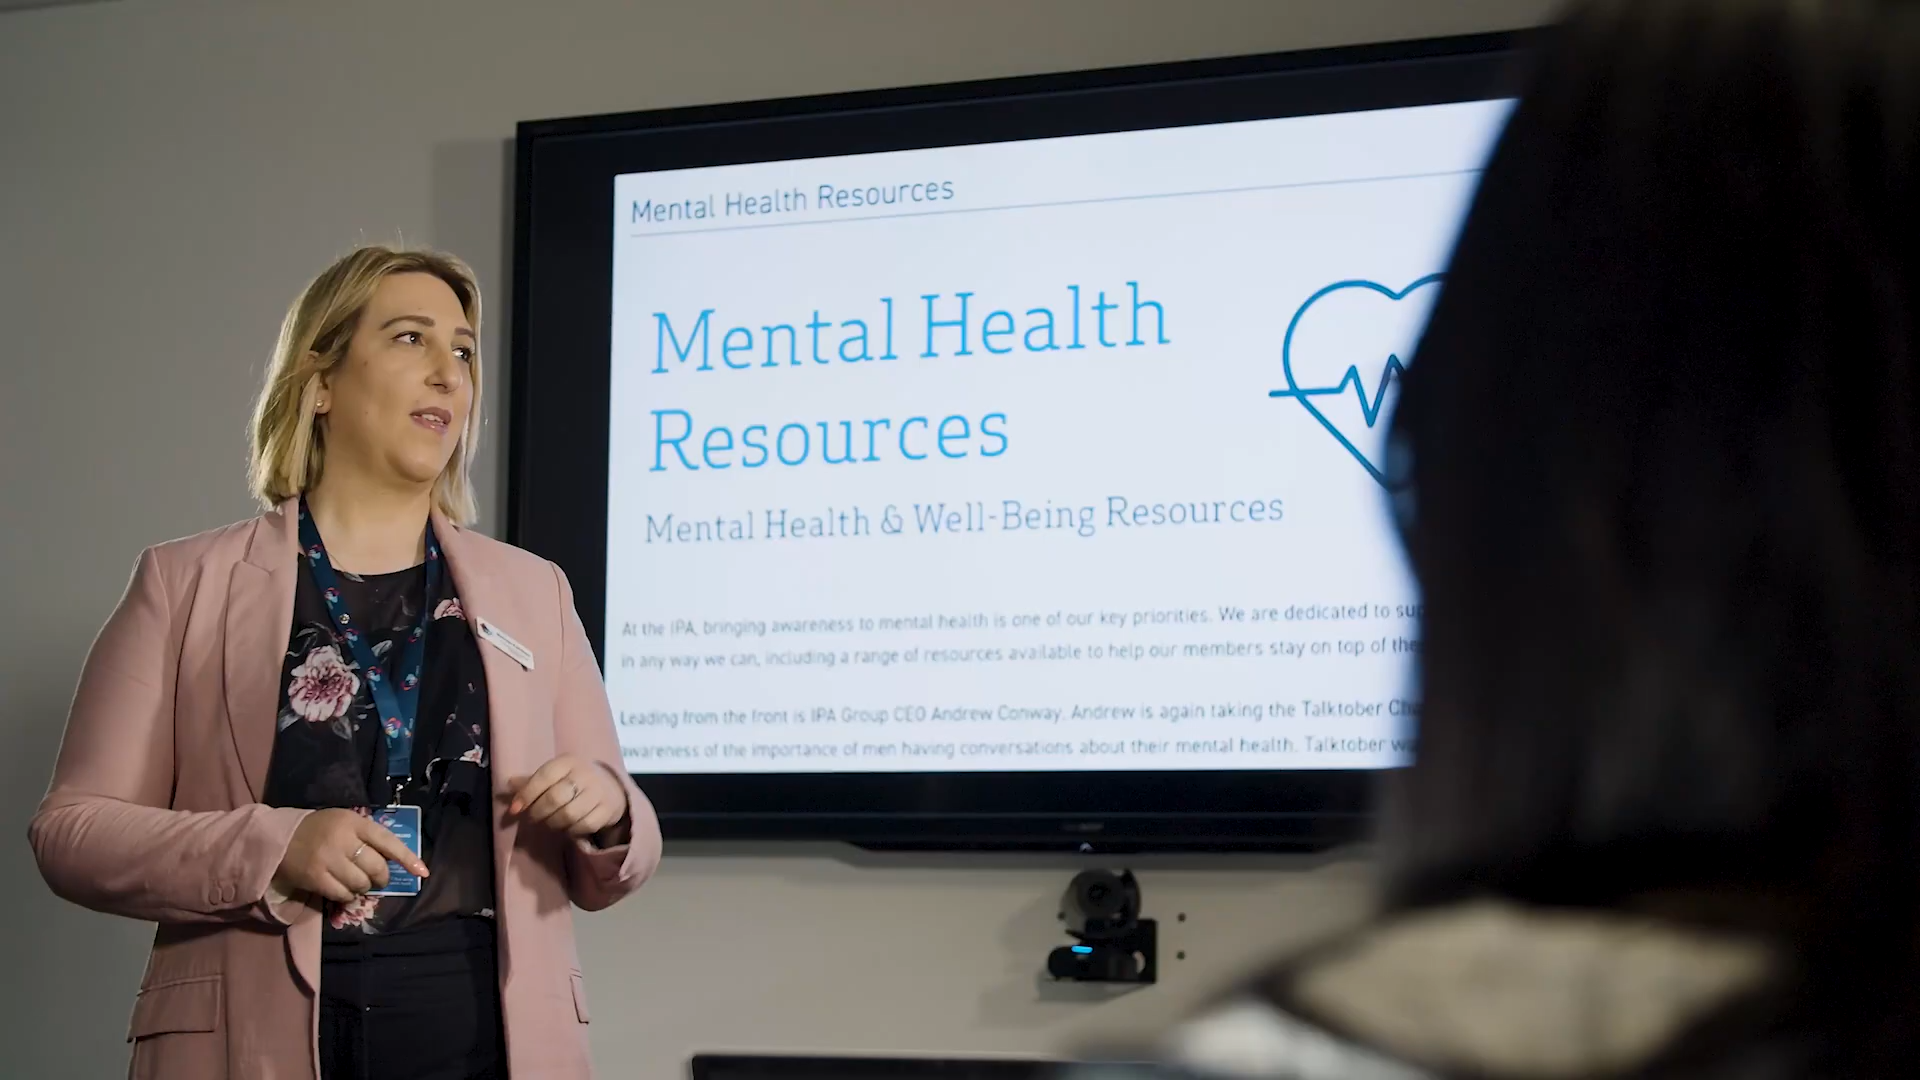 Mental Health Resources
Mental Health
Resources
Mental Health & Well-Being Resources
At the IPA, bringing awareness to mental health is one of our key priorities. We are dedicated to
in any way we can, including a range of resources available to help our members stay on top of
Leading from the front is IPA Group CEO Andrew Conway. Andrew is again taking the Talktober
awareness of the importance of men having conversations about their mental health. Talktober